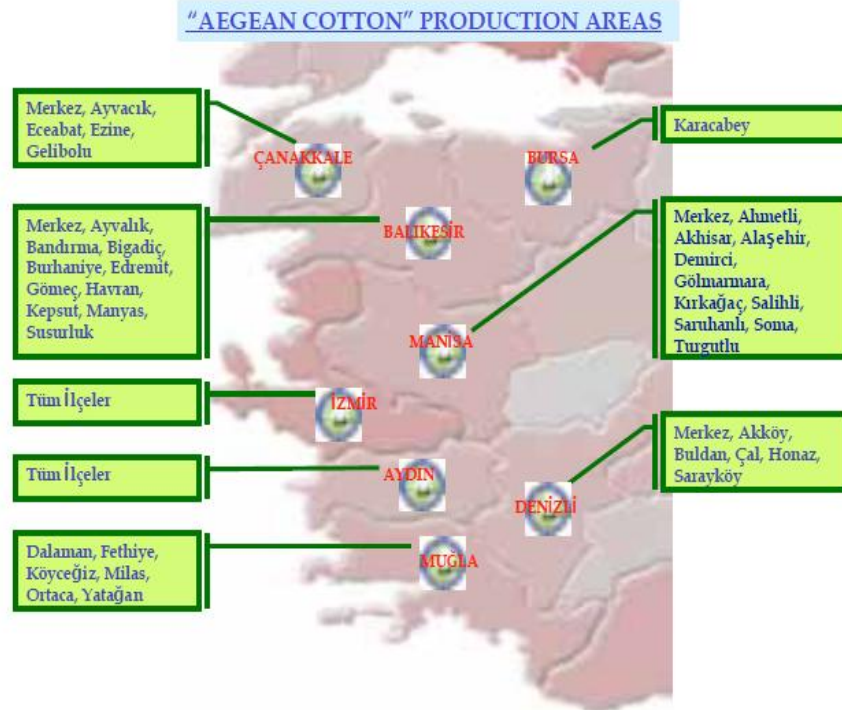 “AEGEAN COTTON” PRODUCTION AREAS
Merkez, Ayvacık,
Eceabat, Ezine,
Gelibolu
ÇANAKKALE
BURSA
Karacabey
Merkez, Ayvalık,
Bandırma, Bigadiç,
Burhaniye, Edremit,
Gömeç, Havran,
Kepsut, Manyas,
Susurluk
BALIKESİR
Merkez, Ahmetli,
Akhisar, Alaşehir,
Demirci,
Gölmarmara,
Kırkağaç, Salihli,
Saruhanlı, Soma,
Turgutlu
MANİSA
Tüm İlçeler
İZMİR
Tüm İlçeler
AYDIN
Merkez, Akköy,
Buldan, Çal, Honaz,
Sarayköy
DENİZLİ
Dalaman, Fethiye,
Köyceğiz, Milas,
Ortaca, Yatağan
MUĞLA